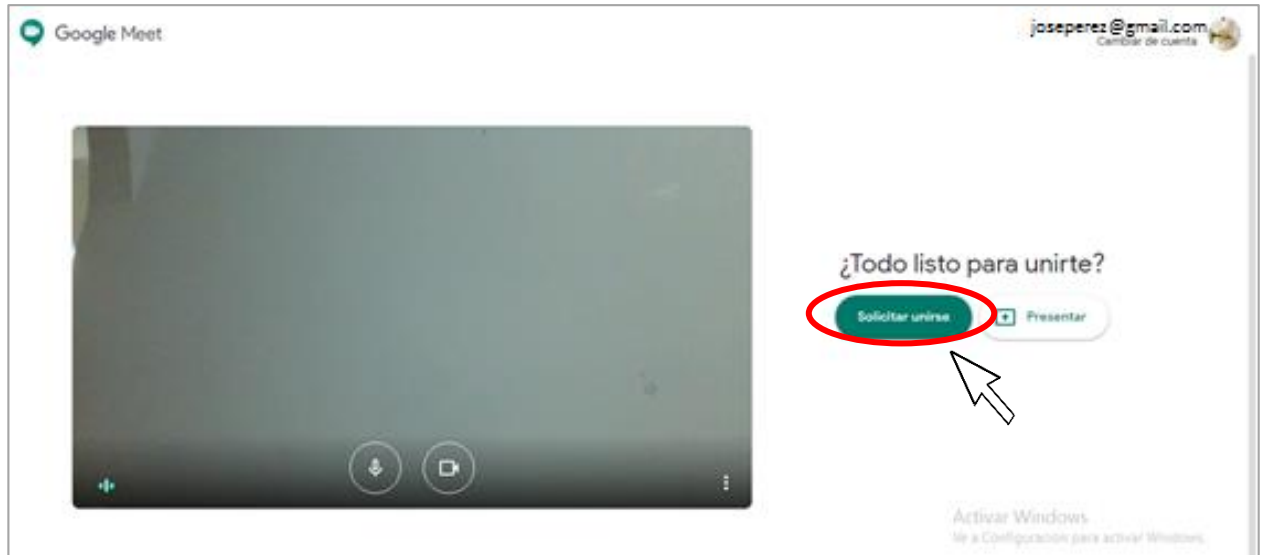 Google Meet
joseperez@gmail.com
Cambiar de cuenta
¿Todo listo para unirte?
Solicitar unirse
Presentar
Activar Windows
Ve a Configuración para activar Windows.